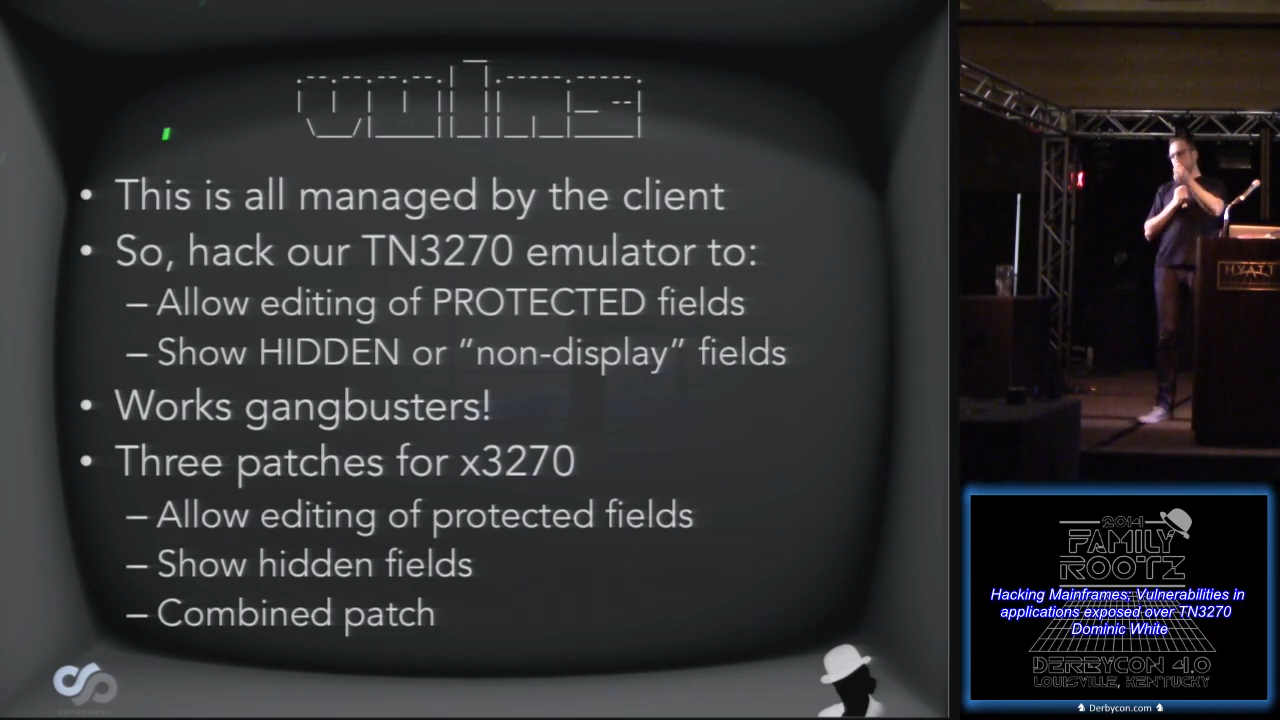 vulns
• This is all managed by the client
• So, hack our TN3270 emulator to:
– Allow editing of PROTECTED fields
– Show HIDDEN or “non-display” fields
• Works gangbusters!
• Three patches for x3270
– Allow editing of protected fields
– Show hidden fields
– Combined patch
HYATT
2014
FAMILY
ROOTZ
Hacking Mainframes; Vulnerabilities in
applications exposed over TN3270
Dominic White
DERBYCON 4.0
LOUISVILLE, KENTUCKY
Derbycon.com